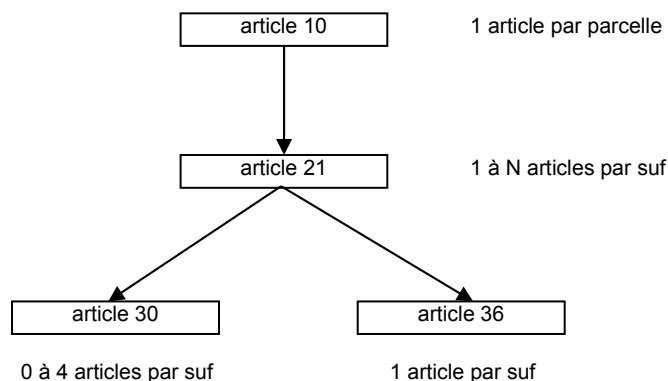 article 10
1 article par parcelle
article 21
1 à N articles par suf
article 30
article 36
0 à 4 articles par suf
1 article par suf